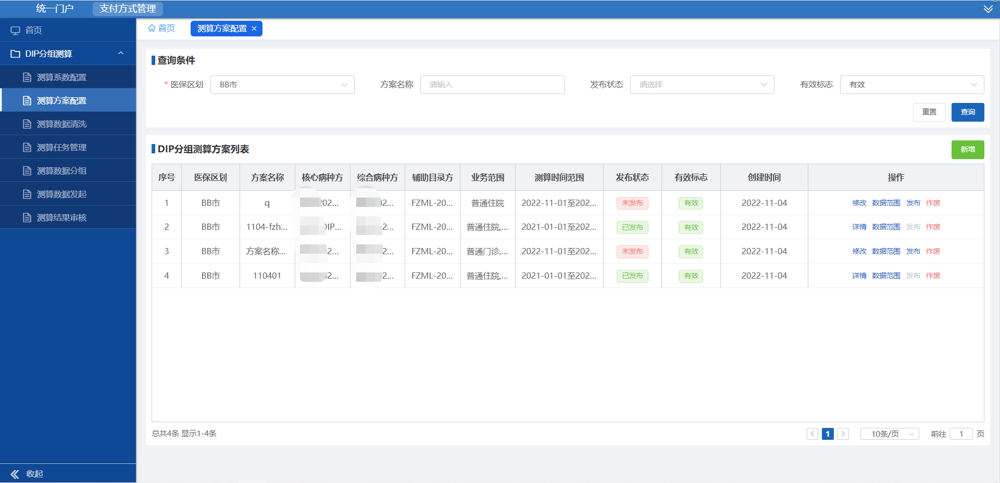 统一门户 支付方式管理
首页
DIP分组测算
测算系数配置
测算方案配置
测算数据清洗
测算任务管理
测算数据分组
测算数据发起
测算结果审核
收起
首页 测算方案配置 ×
查询条件
* 医保区划 BB市 方案名称 请输入 发布状态 请选择 有效标志 有效
重置 查询
DIP分组测算方案列表 新增
序号 医保区划 方案名称 核心病种方 综合病种方 辅助目录方 业务范围 测算时间范围 发布状态 有效标志 创建时间 操作
1 BB市 q 02... 2... FZML-20... 普通住院 2022-11-01至202... 未发布 有效 2022-11-04 修改 数据范围 发布 作废
2 BB市 1104-fzh... DIP... 2... FZML-20... 普通住院,... 2021-01-01至202... 已发布 有效 2022-11-04 详情 数据范围 发布 作废
3 BB市 方案名称... 2... 2... FZML-20... 普通门诊,... 2022-11-01至202... 未发布 有效 2022-11-04 修改 数据范围 发布 作废
4 BB市 110401 2... 2... FZML-20... 普通住院,... 2021-01-01至202... 已发布 有效 2022-11-04 详情 数据范围 发布 作废
总共4条 显示1-4条 1 10条/页 前往 1 页